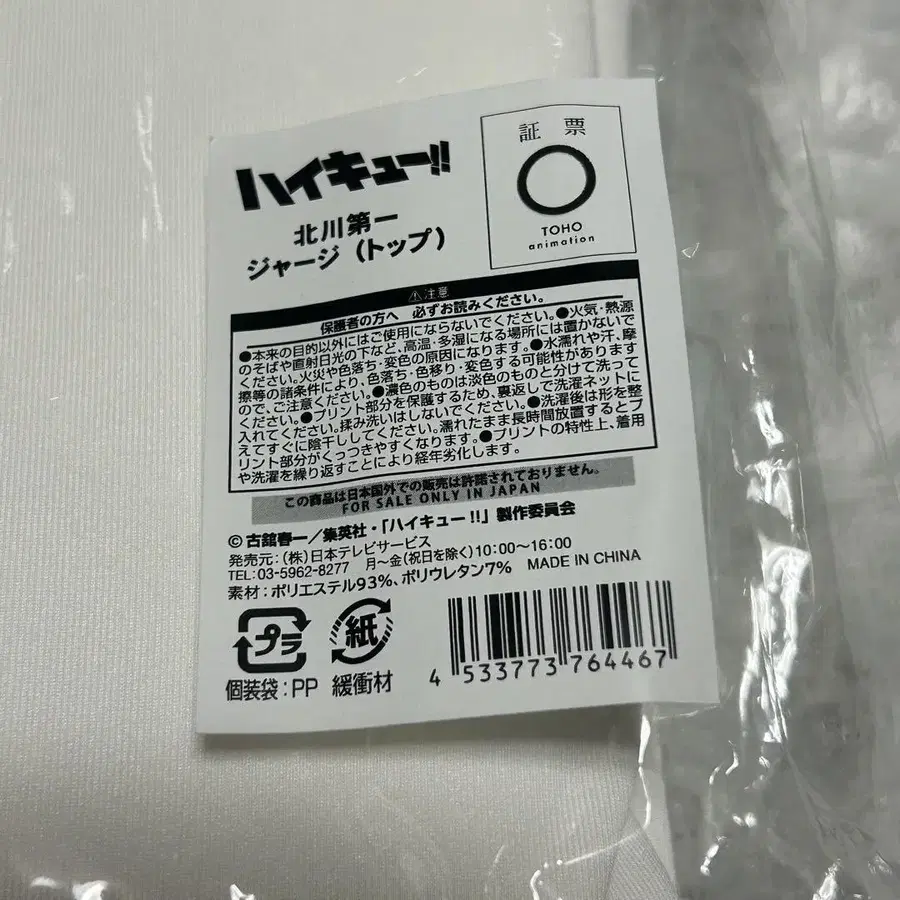 ハイキュー!!
北川第一
ジャージ（トップ）
証 票
TOHO
animation
⚠注意
保護者の方へ 必ずお読みください。
●本来の目的以外にはご使用にならないでください。●火気・熱源
のそばや直射日光の下など、高温・多湿になる場所には置かないで
ください。火災や色落ち・変色の原因になります。●水濡れや汗、摩
擦等の諸条件により、色落ち・色移り・変色する可能性があります
ので、ご注意ください。●濃色のものは淡色のものと分けて洗って
ください。●プリント部分を保護するため、裏返して洗濯ネットに
入れてください。揉み洗いはしないでください。●洗濯後は形を整
えてすぐに陰干ししてください。濡れたまま長時間放置するとプ
リント部分がくっつきやすくなります。●プリントの特性上、着用
や洗濯を繰り返すことにより経年劣化します。
この商品は日本国外での販売は許諾されておりません。
FOR SALE ONLY IN JAPAN
©古舘春一／集英社・「ハイキュー!!」製作委員会
発売元：（株）日本テレビサービス
TEL:03-5962-8277 月～金（祝日を除く）10：00～16：00
素材：ポリエステル93%、ポリウレタン7% MADE IN CHINA
プラ
個装袋：PP
紙
緩衝材
4 533773 764467